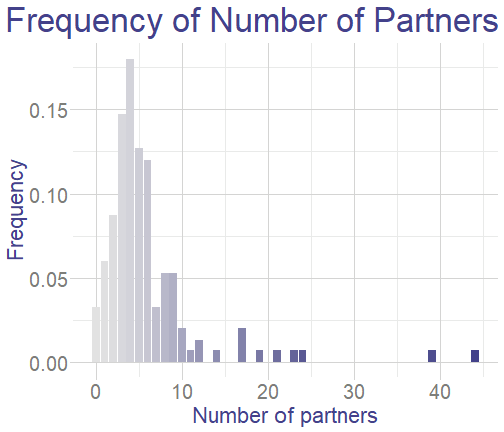 Frequency of Number of Partners
Frequency
0.15
0.10
0.05
0.00
0 10 20 30 40
Number of partners